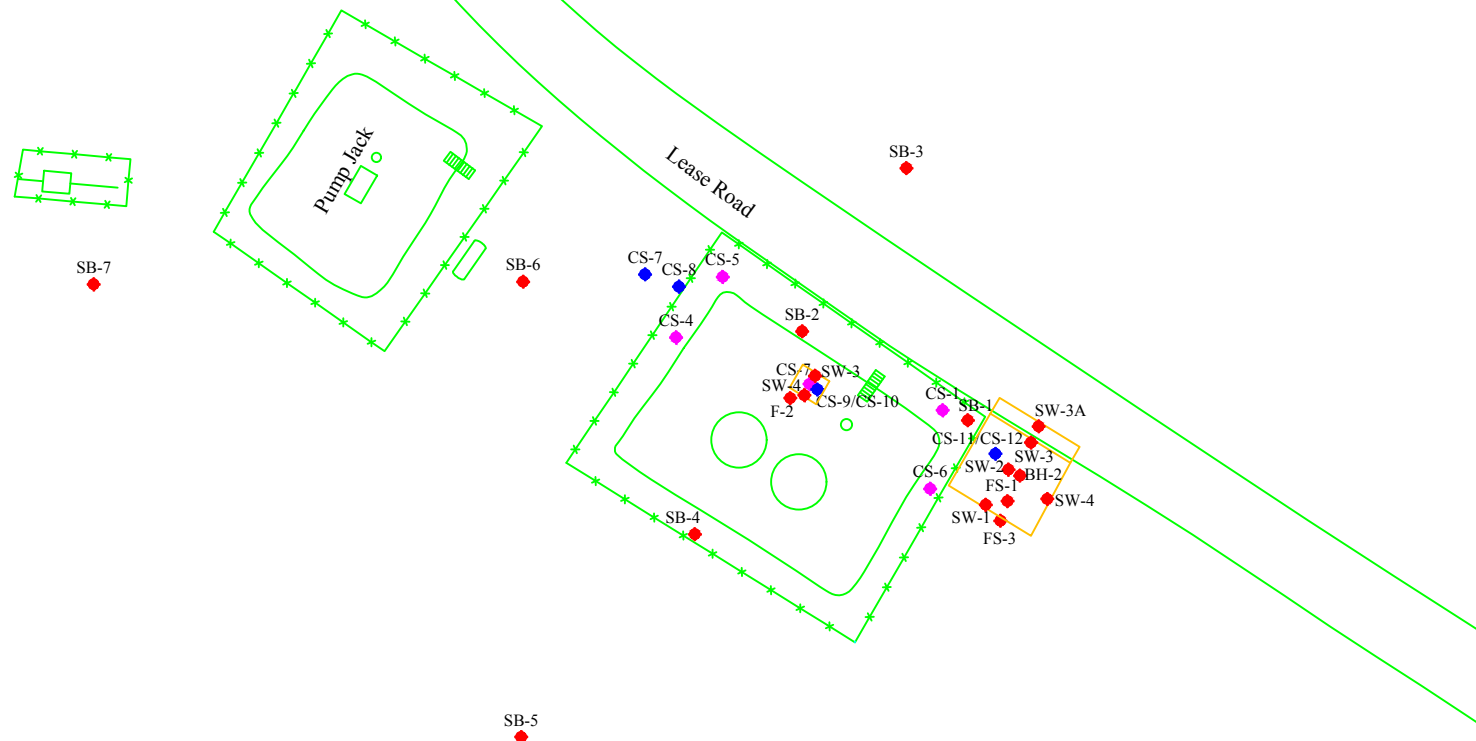 Pump Jack
Lease Road
SB-3
SB-7
SB-6
CS-7
CS-8
CS-5
CS-4
SB-2
CS-7
SW-3
SW-4
CS-9/CS-10
F-2
CS-1
SB-1
SW-3A
CS-11/CS-12
SW-3
SW-2
BH-2
CS-6
FS-1
SW-4
SW-1
FS-3
SB-4
SB-5